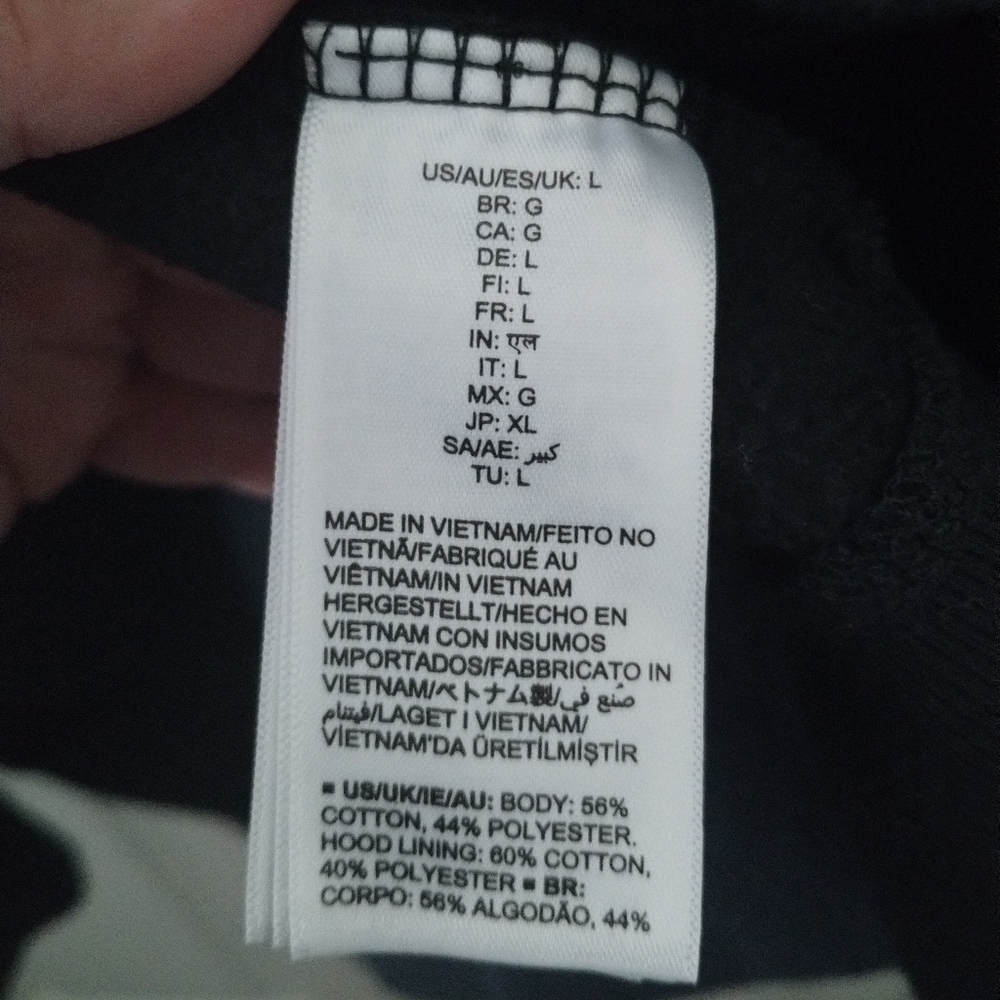 US/AU/ES/UK: L
BR: G
CA: G
DE: L
FI: L
FR: L
IN: एल
IT: L
MX: G
JP: XL
SA/AE: كبير
TU: L
MADE IN VIETNAM/FEITO NO
VIETNÃ/FABRIQUÉ AU
VIÊTNAM/IN VIETNAM
HERGESTELLT/HECHO EN
VIETNAM CON INSUMOS
IMPORTADOS/FABBRICATO IN
VIETNAM/ベトナム製/صُنع في
فيتنام/LAGET I VIETNAM/
VİETNAM'DA ÜRETİLMİŞTİR
■ US/UK/IE/AU: BODY: 56%
COTTON, 44% POLYESTER.
HOOD LINING: 60% COTTON,
40% POLYESTER ■ BR:
CORPO: 56% ALGODÃO, 44%